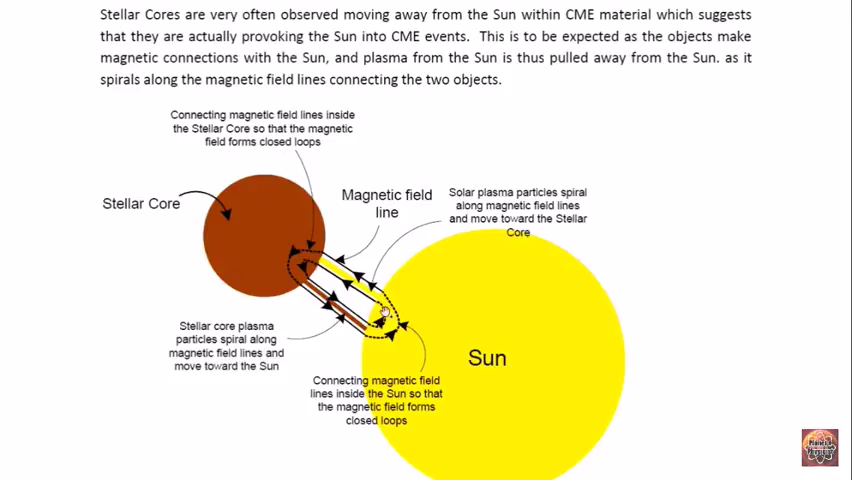 Stellar Cores are very often observed moving away from the Sun within CME material which suggests
that they are actually provoking the Sun into CME events. This is to be expected as the objects make
magnetic connections with the Sun, and plasma from the Sun is thus pulled away from the Sun. as it
spirals along the magnetic field lines connecting the two objects.
Connecting magnetic field lines inside
the Stellar Core so that the magnetic
field forms closed loops
Stellar Core
Magnetic field
line
Solar plasma particles spiral
along magnetic field lines
and move toward the Stellar
Core
Stellar core plasma
particles spiral along
magnetic field lines and
move toward the Sun
Sun
Connecting magnetic field
lines inside the Sun so that
the magnetic field forms
closed loops